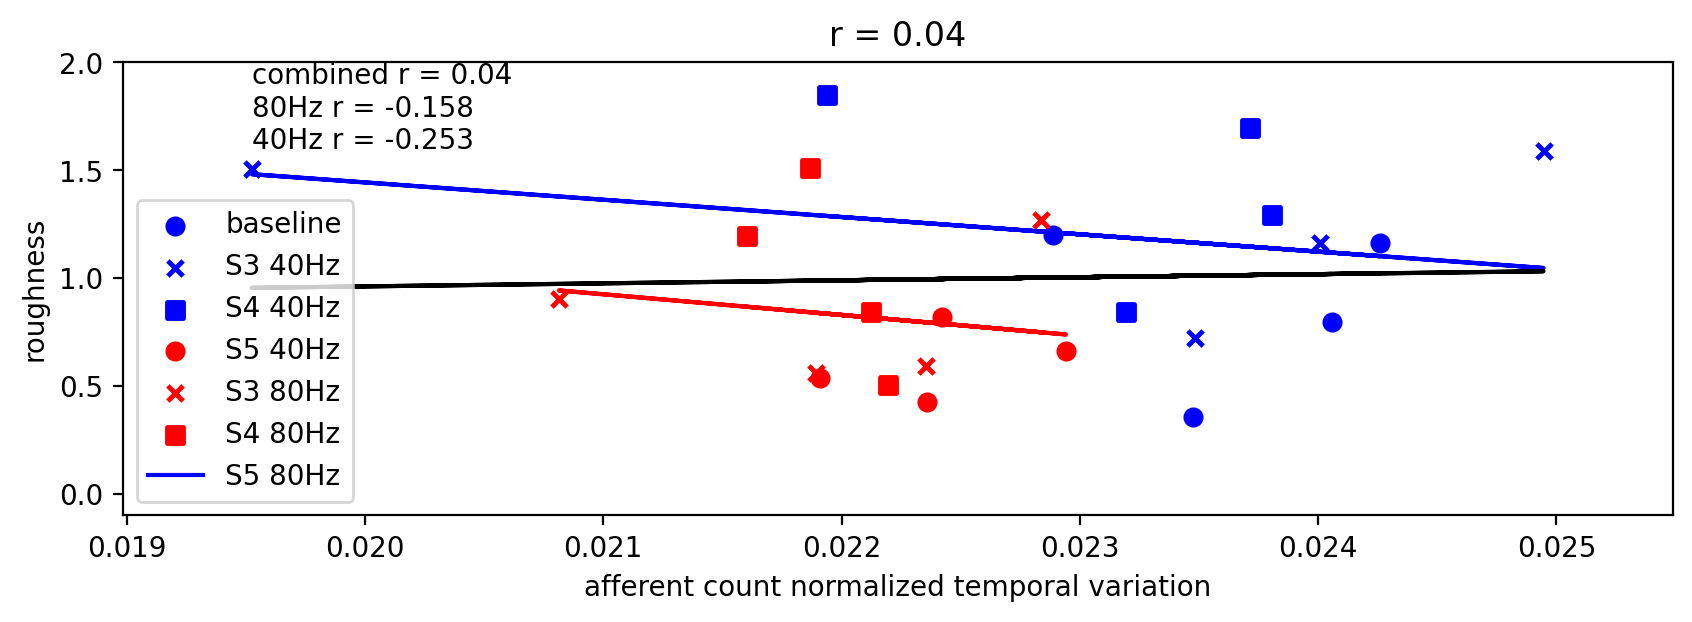 r = 0.04
combined r = 0.04
80Hz r = -0.158
40Hz r = -0.253
2.0
1.5
1.0
0.5
0.0
roughness
baseline
S3 40Hz
S4 40Hz
S5 40Hz
S3 80Hz
S4 80Hz
S5 80Hz
0.019 0.020 0.021 0.022 0.023 0.024 0.025
afferent count normalized temporal variation